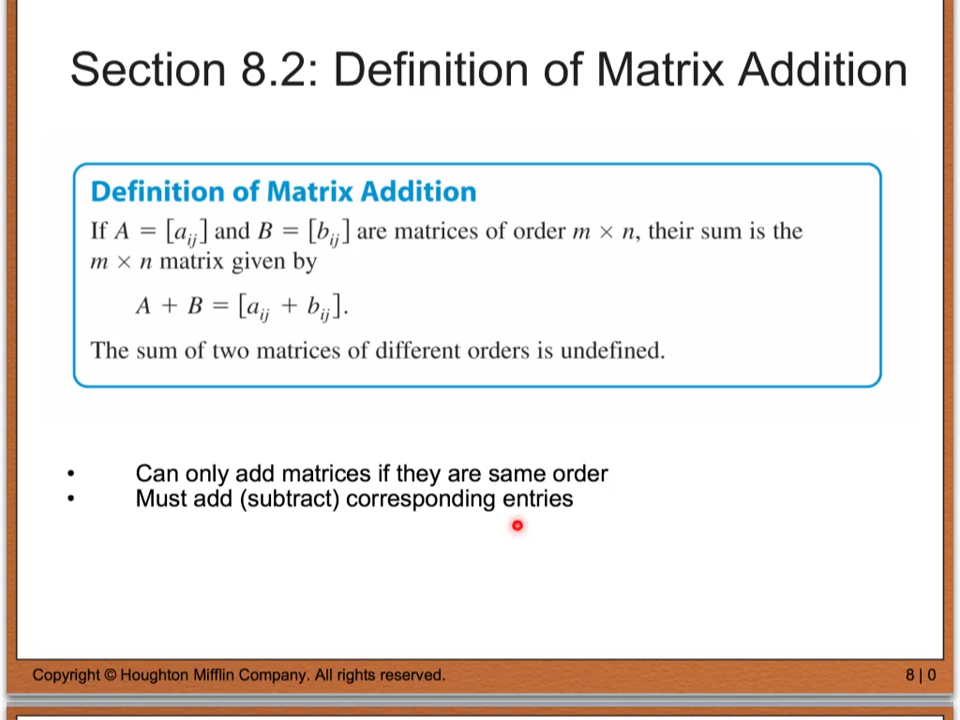 Section 8.2: Definition of Matrix Addition
Definition of Matrix Addition
If A = [aᵢⱼ] and B = [bᵢⱼ] are matrices of order m × n, their sum is the
m × n matrix given by
A + B = [aᵢⱼ + bᵢⱼ].
The sum of two matrices of different orders is undefined.
• Can only add matrices if they are same order
• Must add (subtract) corresponding entries
Copyright © Houghton Mifflin Company. All rights reserved.
8 | 0